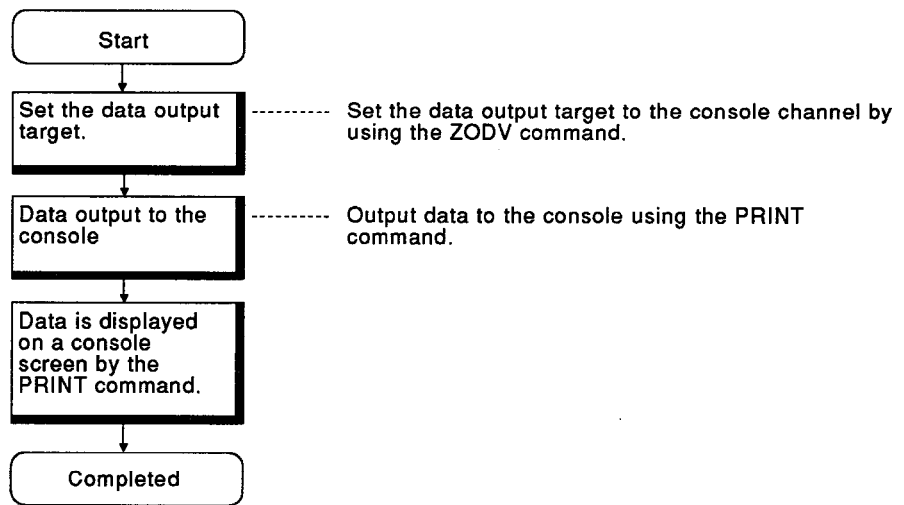 Start
Set the data output
target.
Set the data output target to the console channel by
using the ZODV command.
Data output to the
console
Output data to the console using the PRINT
command.
Data is displayed
on a console
screen by the
PRINT command.
Completed